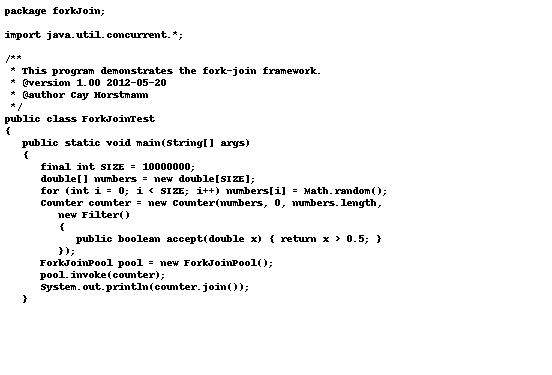 package forkJoin;
import java.util.concurrent.*;
/**
 * This program demonstrates the fork-join framework.
 * @version 1.00 2012-05-20
 * @author Cay Horstmann
 */
public class ForkJoinTest
{
   public static void main(String[] args)
   {
      final int SIZE = 10000000;
      double[] numbers = new double[SIZE];
      for (int i = 0; i < SIZE; i++) numbers[i] = Math.random();
      Counter counter = new Counter(numbers, 0, numbers.length,
         new Filter()
         {
            public boolean accept(double x) { return x > 0.5; }
         });
      ForkJoinPool pool = new ForkJoinPool();
      pool.invoke(counter);
      System.out.println(counter.join());
   }